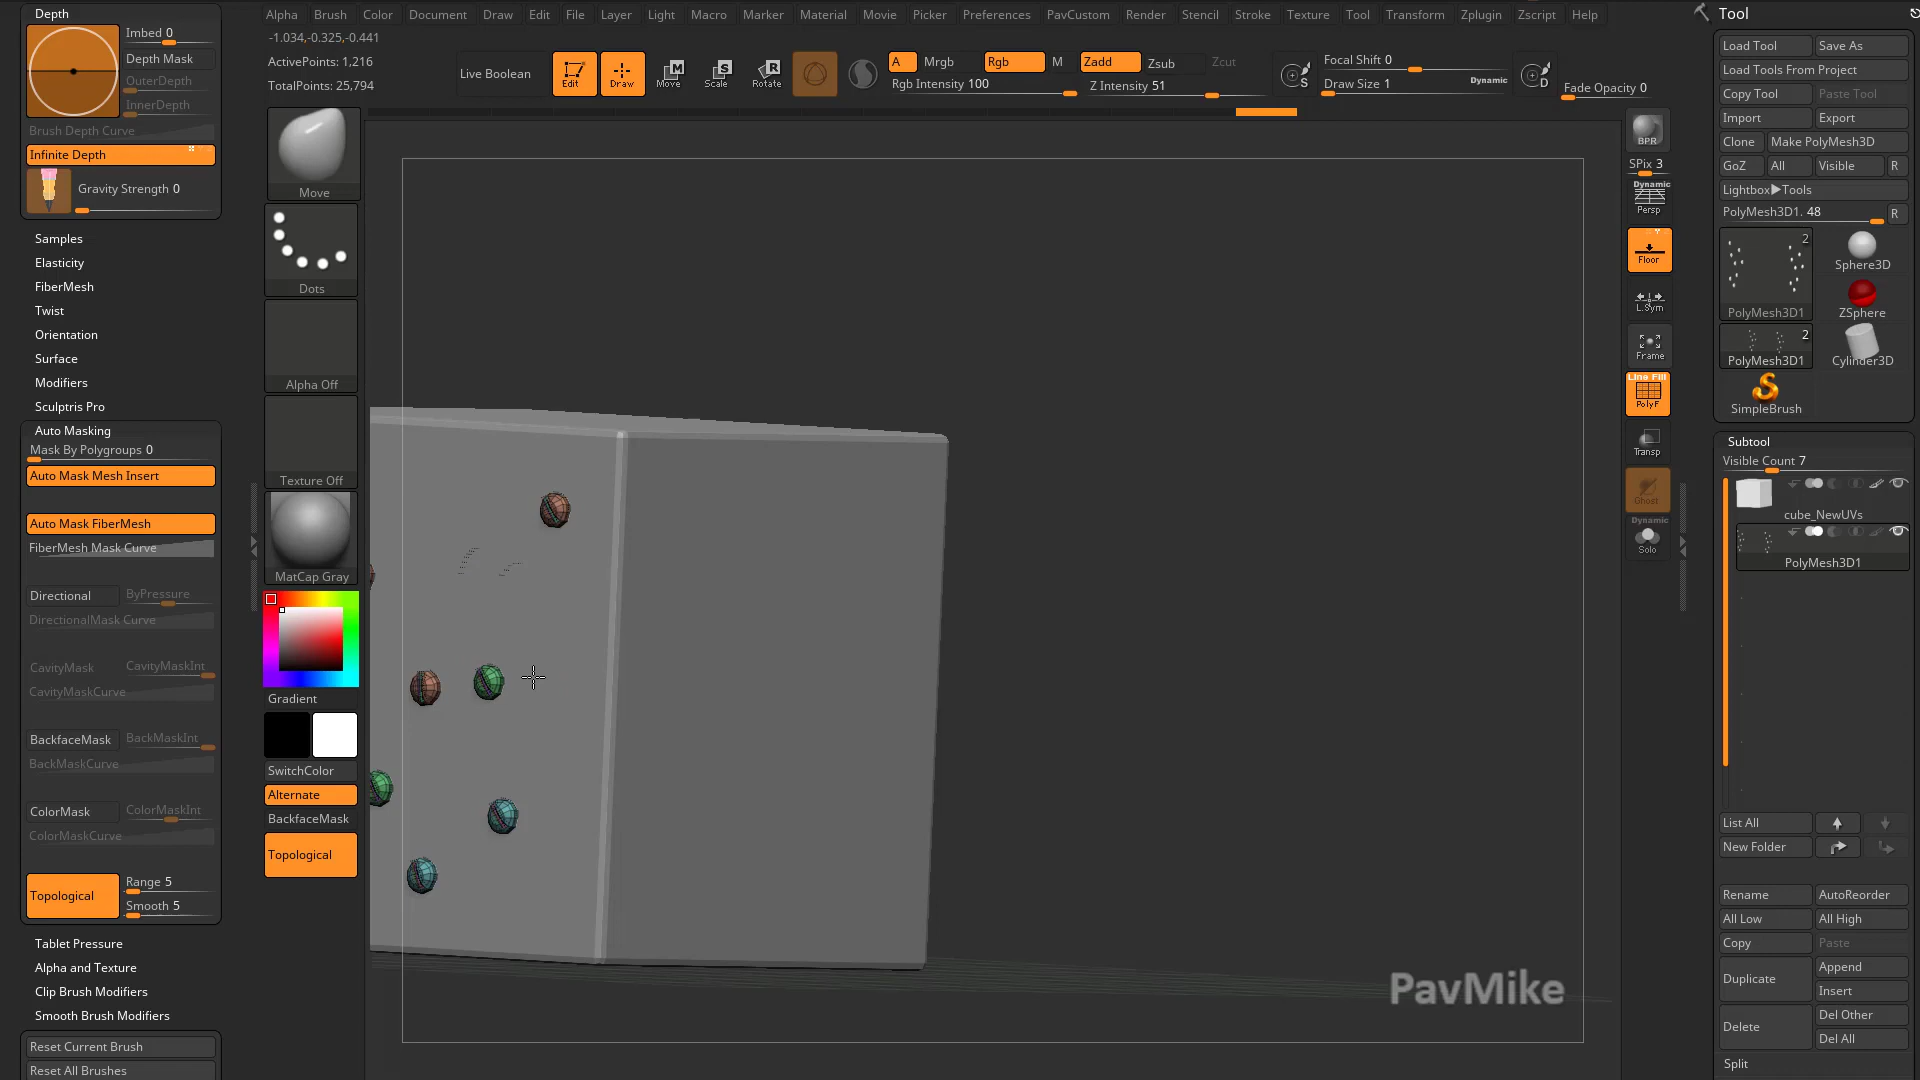 Alpha Brush Color Document Draw Edit File Layer Light Macro Marker Material Movie Picker Preferences PavCustom Render Stencil Stroke Texture Tool Transform Zplugin Zscript Help
-1.034,-0.325,-0.441
ActivePoints: 1,216
TotalPoints: 25,794
Live Boolean
Edit
Draw
Move
Scale
Rotate
A
Mrgb
Rgb
M
Zadd
Zsub
Zcut
Rgb Intensity 100
Z Intensity 51
Focal Shift 0
Draw Size 1
Dynamic
Fade Opacity 0
Depth
Imbed 0
Depth Mask
OuterDepth
InnerDepth
Brush Depth Curve
Infinite Depth
Gravity Strength 0
Samples
Elasticity
FiberMesh
Twist
Orientation
Surface
Modifiers
Sculptris Pro
Auto Masking
Mask By Polygroups 0
Auto Mask Mesh Insert
Auto Mask FiberMesh
FiberMesh Mask Curve
Directional
ByPressure
DirectionalMask Curve
CavityMask
CavityMaskInt
CavityMaskCurve
BackfaceMask
BackMaskInt
BackMaskCurve
ColorMask
ColorMaskInt
ColorMaskCurve
Topological
Range 5
Smooth 5
Tablet Pressure
Alpha and Texture
Clip Brush Modifiers
Smooth Brush Modifiers
Reset Current Brush
Reset All Brushes
Move
Dots
Alpha Off
Texture Off
MatCap Gray
Gradient
SwitchColor
Alternate
BackfaceMask
Topological
PavMike
BPR
SPix 3
Dynamic
Persp
Floor
L.Sym
Frame
Line Fill
PolyF
Transp
Ghost
Dynamic
Solo
Tool
Load Tool
Save As
Load Tools From Project
Copy Tool
Paste Tool
Import
Export
Clone
Make PolyMesh3D
GoZ
All
Visible
R
Lightbox▶Tools
PolyMesh3D1. 48
R
2
PolyMesh3D1
Sphere3D
ZSphere
2
PolyMesh3D1
Cylinder3D
SimpleBrush
Subtool
Visible Count 7
cube_NewUVs
PolyMesh3D1
List All
New Folder
Rename
AutoReorder
All Low
All High
Copy
Paste
Duplicate
Append
Insert
Delete
Del Other
Del All
Split